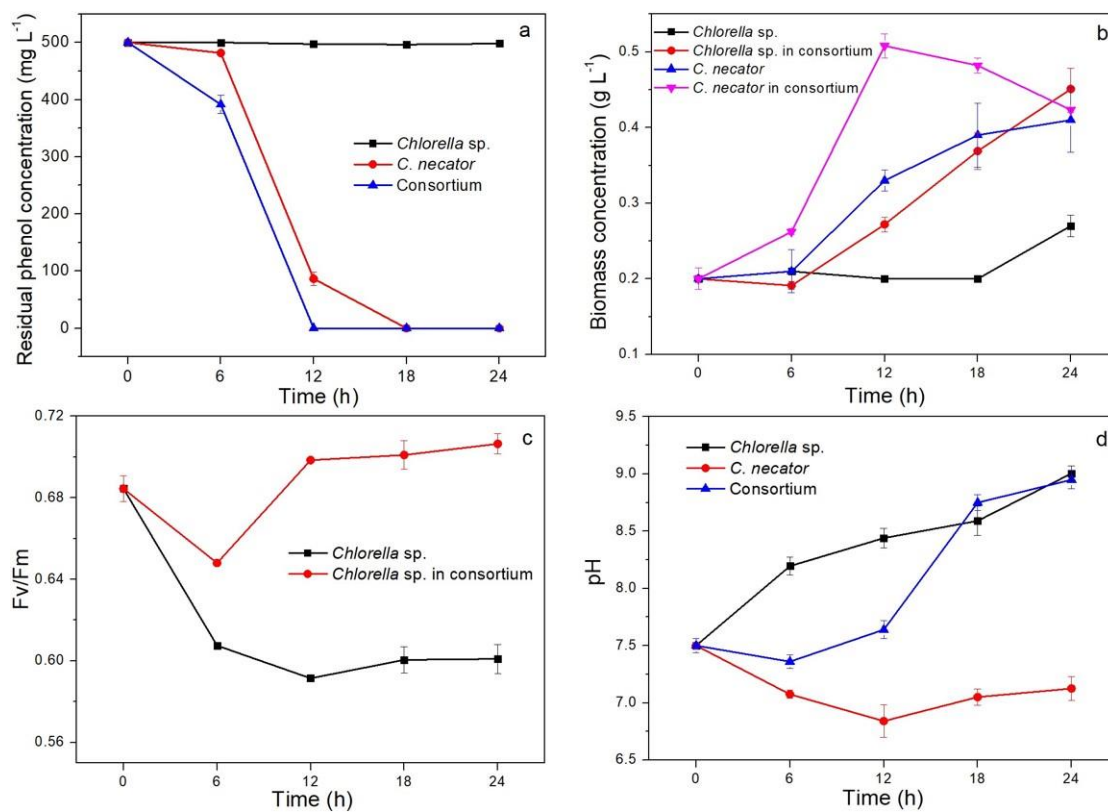 a
Residual phenol concentration (mg L⁻¹)
500
400
300
200
100
0
Chlorella sp.
C. necator
Consortium
0 6 12 18 24
Time (h)
b
Biomass concentration (g L⁻¹)
0.5
0.4
0.3
0.2
0.1
Chlorella sp.
Chlorella sp. in consortium
C. necator
C. necator in consortium
0 6 12 18 24
Time (h)
c
Fv/Fm
0.72
0.68
0.64
0.60
0.56
Chlorella sp.
Chlorella sp. in consortium
0 6 12 18 24
Time (h)
d
pH
9.5
9.0
8.5
8.0
7.5
7.0
6.5
Chlorella sp.
C. necator
Consortium
0 6 12 18 24
Time (h)